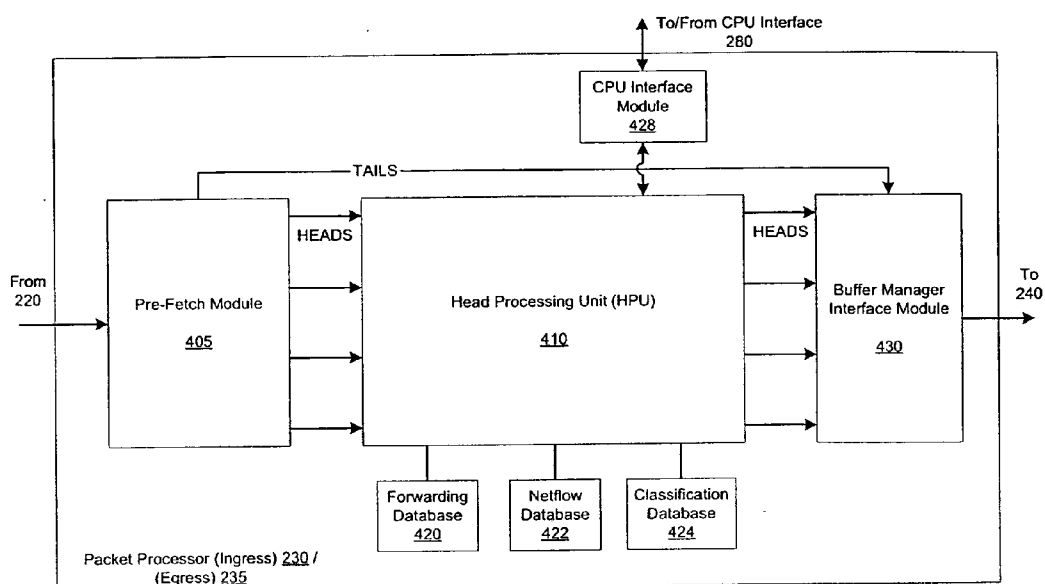 To/From CPU Interface
280
CPU Interface
Module
428
TAILS
HEADS
HEADS
From
220
Pre-Fetch Module
405
Head Processing Unit (HPU)
410
Buffer Manager
Interface Module
430
To
240
Forwarding
Database
420
Netflow
Database
422
Classification
Database
424
Packet Processor (Ingress) 230 /
(Egress) 235